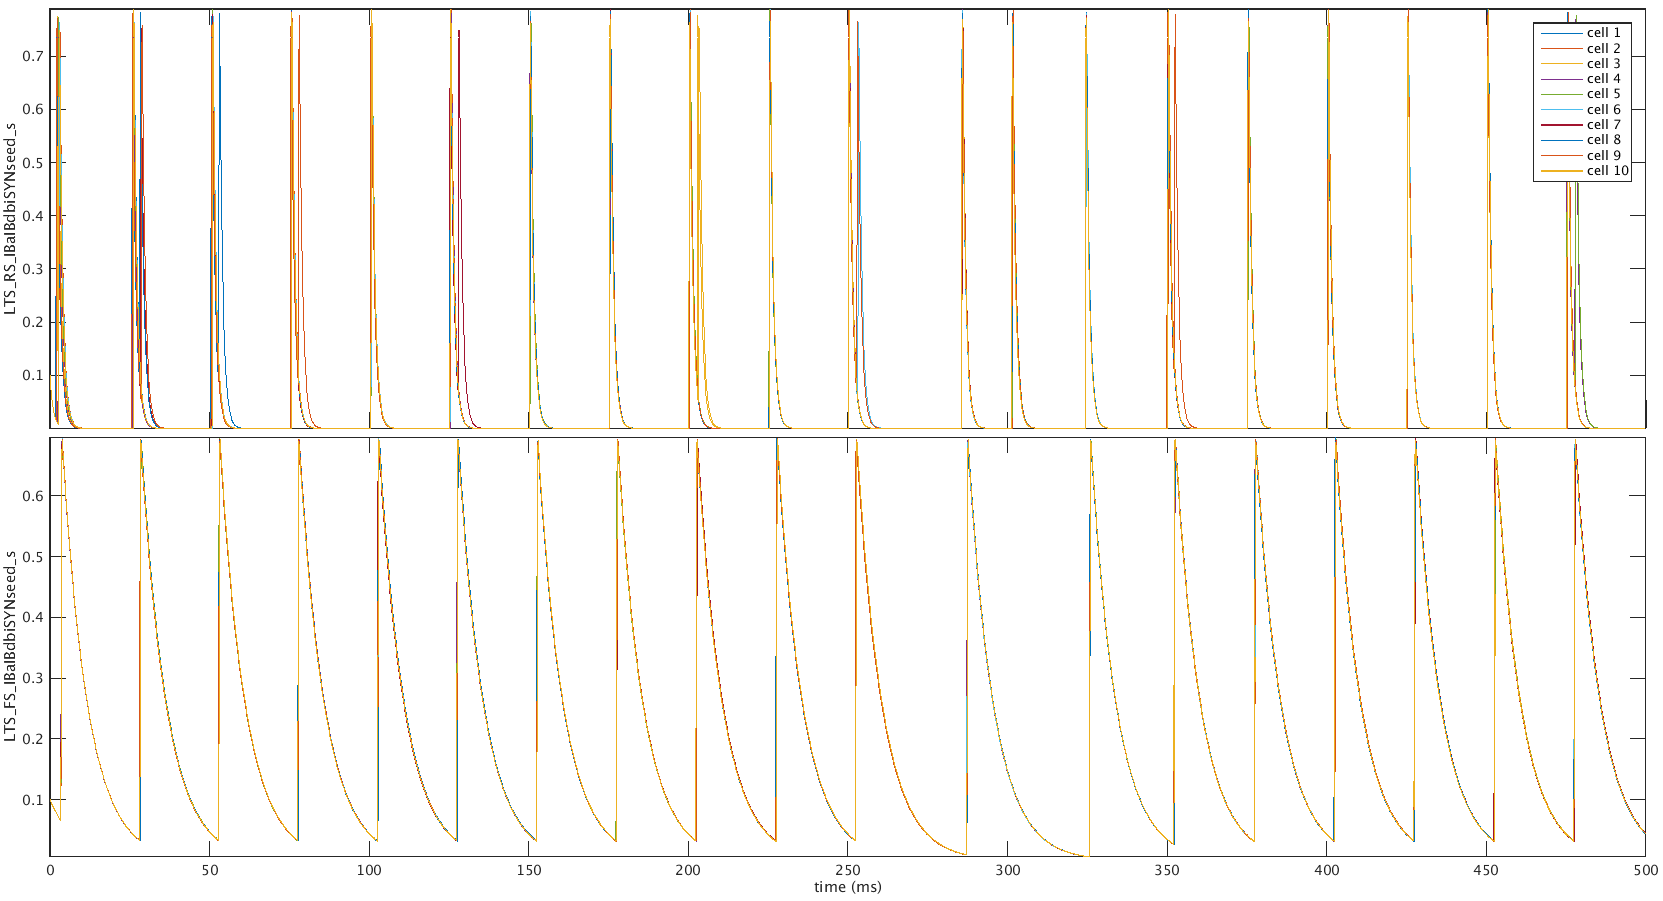 LTS_RS_IBaIBdbiSYNseed_s
0.7
0.6
0.5
0.4
0.3
0.2
0.1
cell 1
cell 2
cell 3
cell 4
cell 5
cell 6
cell 7
cell 8
cell 9
cell 10
LTS_FS_IBaIBdbiSYNseed_s
0.6
0.5
0.4
0.3
0.2
0.1
0 50 100 150 200 250 300 350 400 450 500
time (ms)